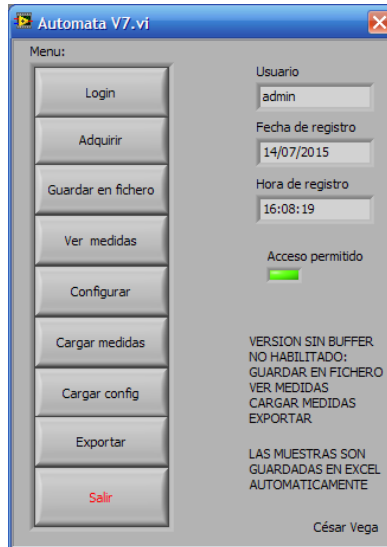 Automata V7.vi
Menu:
Login
Adquirir
Guardar en fichero
Ver medidas
Configurar
Cargar medidas
Cargar config
Exportar
Salir
Usuario
admin
Fecha de registro
14/07/2015
Hora de registro
16:08:19
Acceso permitido
VERSION SIN BUFFER
NO HABILITADO:
GUARDAR EN FICHERO
VER MEDIDAS
CARGAR MEDIDAS
EXPORTAR
LAS MUESTRAS SON
GUARDADAS EN EXCEL
AUTOMATICAMENTE
César Vega